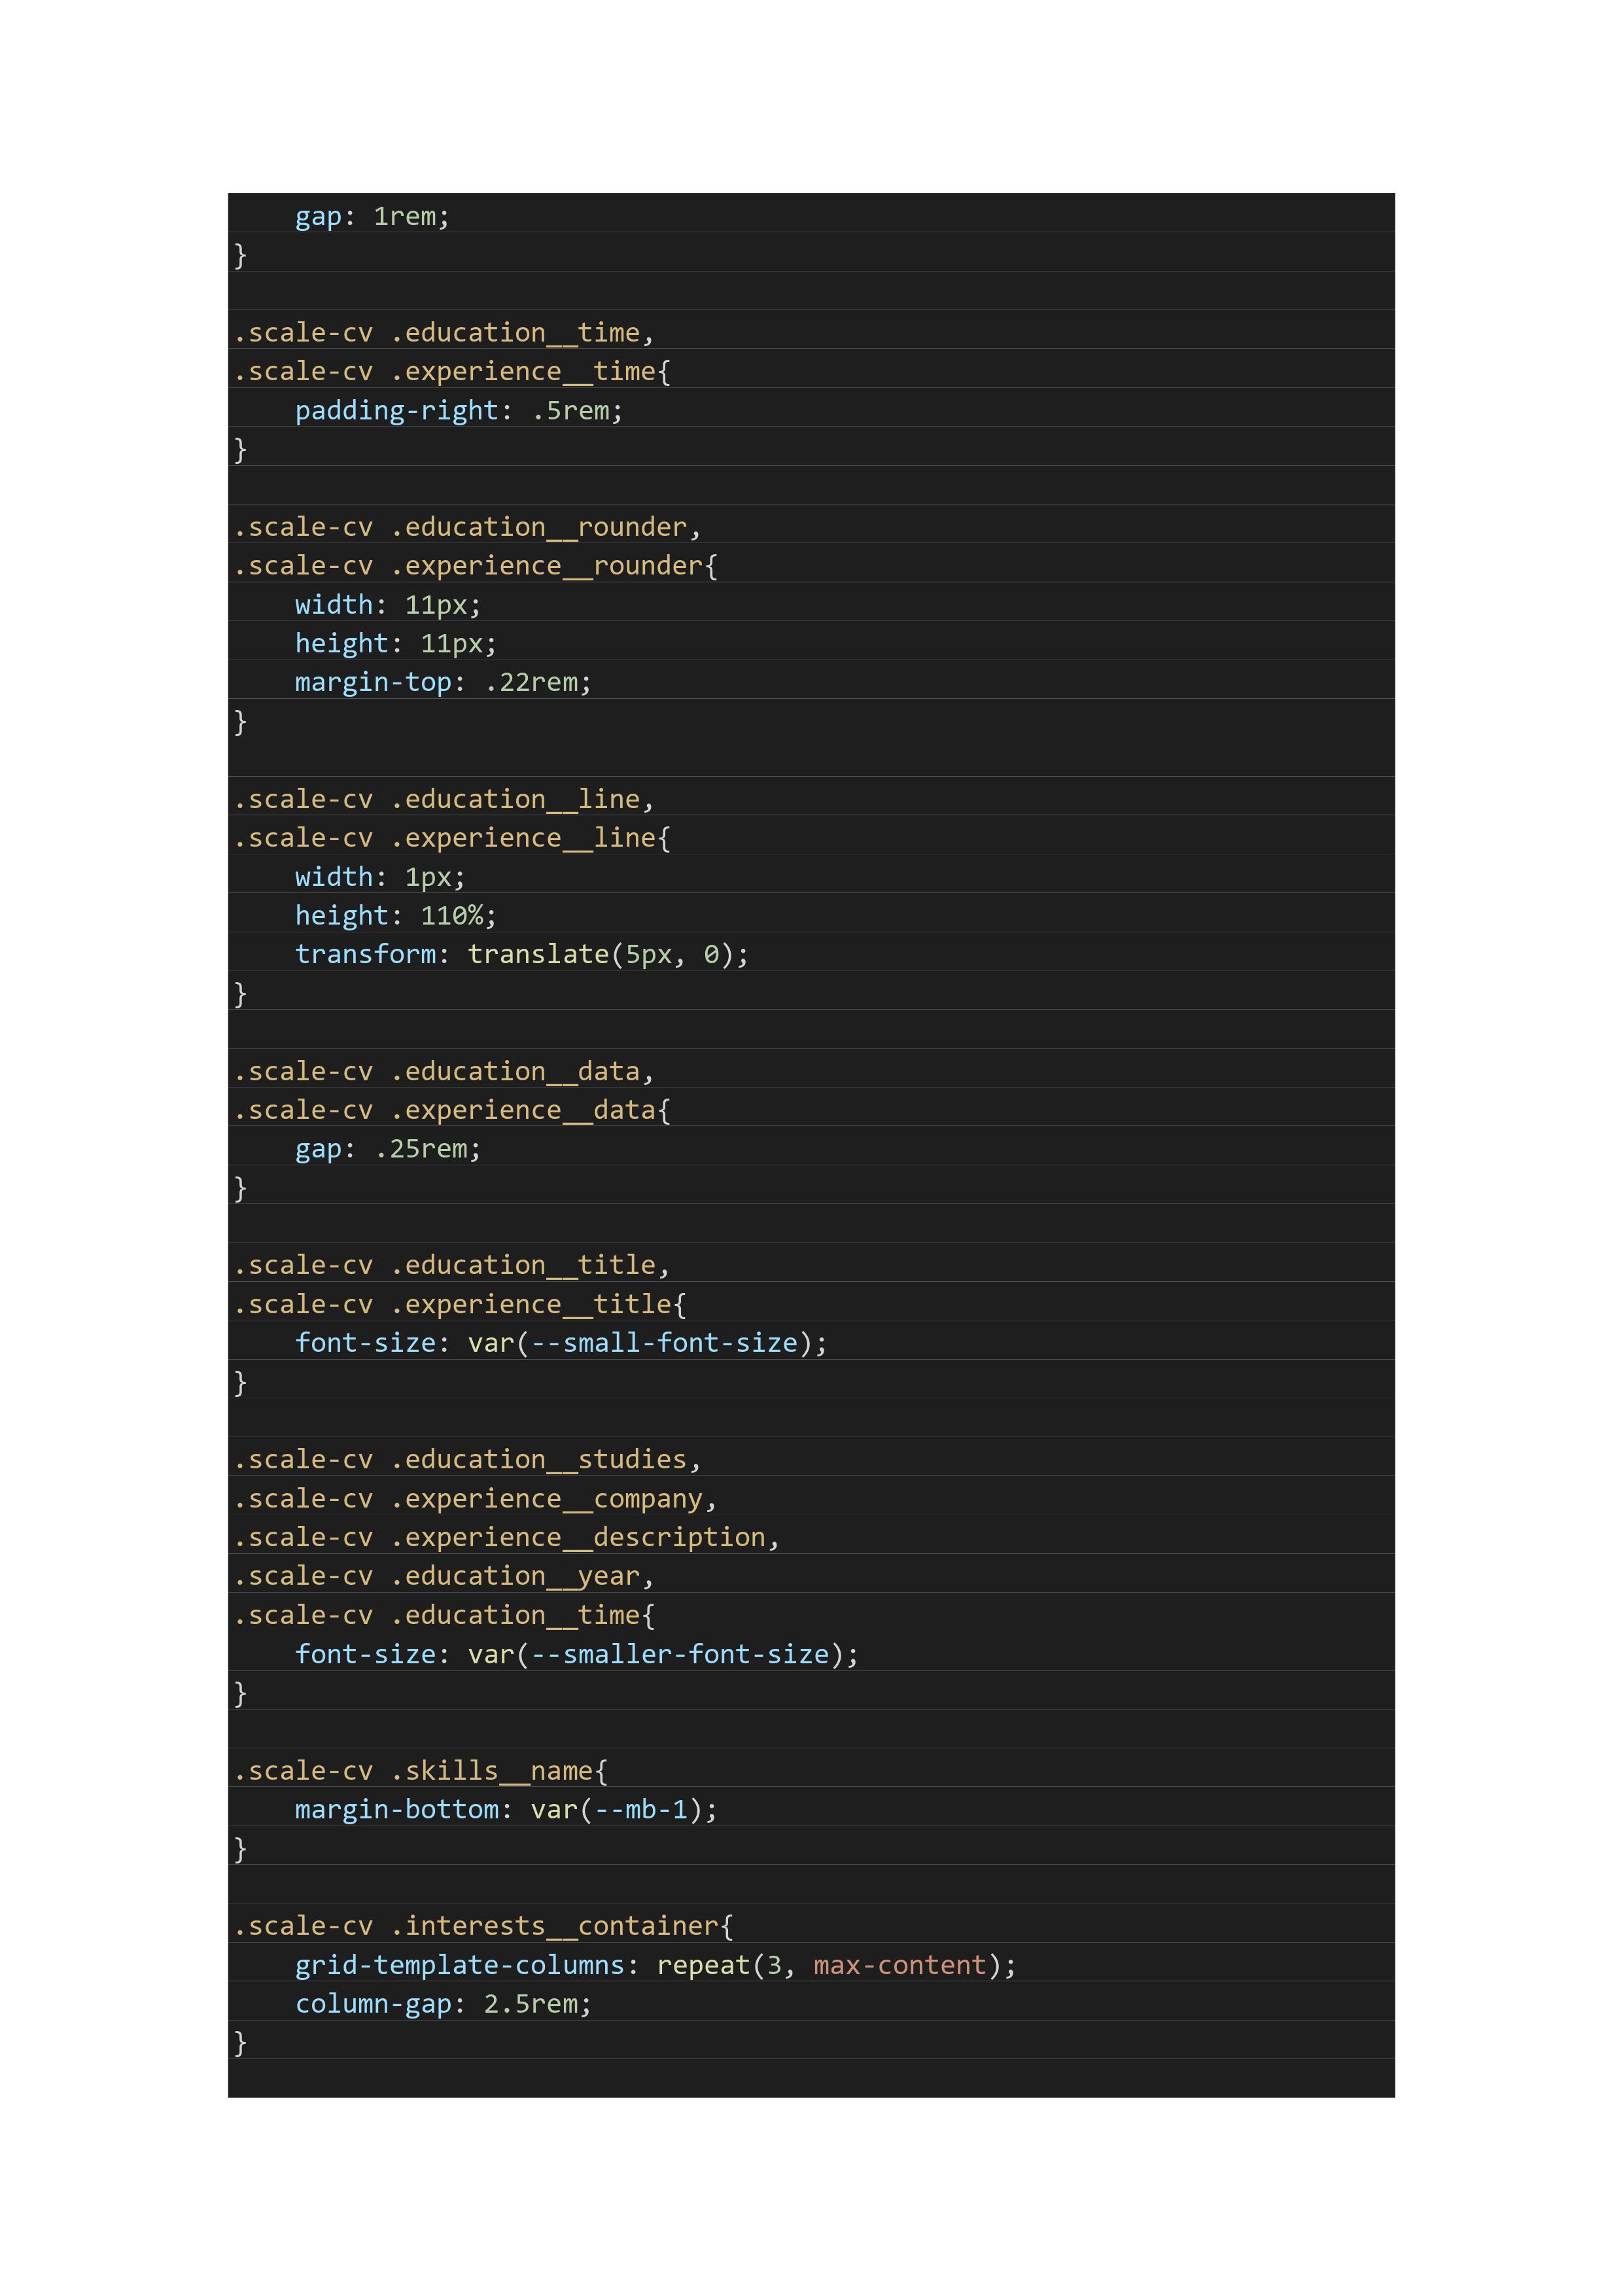 gap: 1rem;
}

.scale-cv .education__time,
.scale-cv .experience__time{
    padding-right: .5rem;
}

.scale-cv .education__rounder,
.scale-cv .experience__rounder{
    width: 11px;
    height: 11px;
    margin-top: .22rem;
}

.scale-cv .education__line,
.scale-cv .experience__line{
    width: 1px;
    height: 110%;
    transform: translate(5px, 0);
}

.scale-cv .education__data,
.scale-cv .experience__data{
    gap: .25rem;
}

.scale-cv .education__title,
.scale-cv .experience__title{
    font-size: var(--small-font-size);
}

.scale-cv .education__studies,
.scale-cv .experience__company,
.scale-cv .experience__description,
.scale-cv .education__year,
.scale-cv .education__time{
    font-size: var(--smaller-font-size);
}

.scale-cv .skills__name{
    margin-bottom: var(--mb-1);
}

.scale-cv .interests__container{
    grid-template-columns: repeat(3, max-content);
    column-gap: 2.5rem;
}